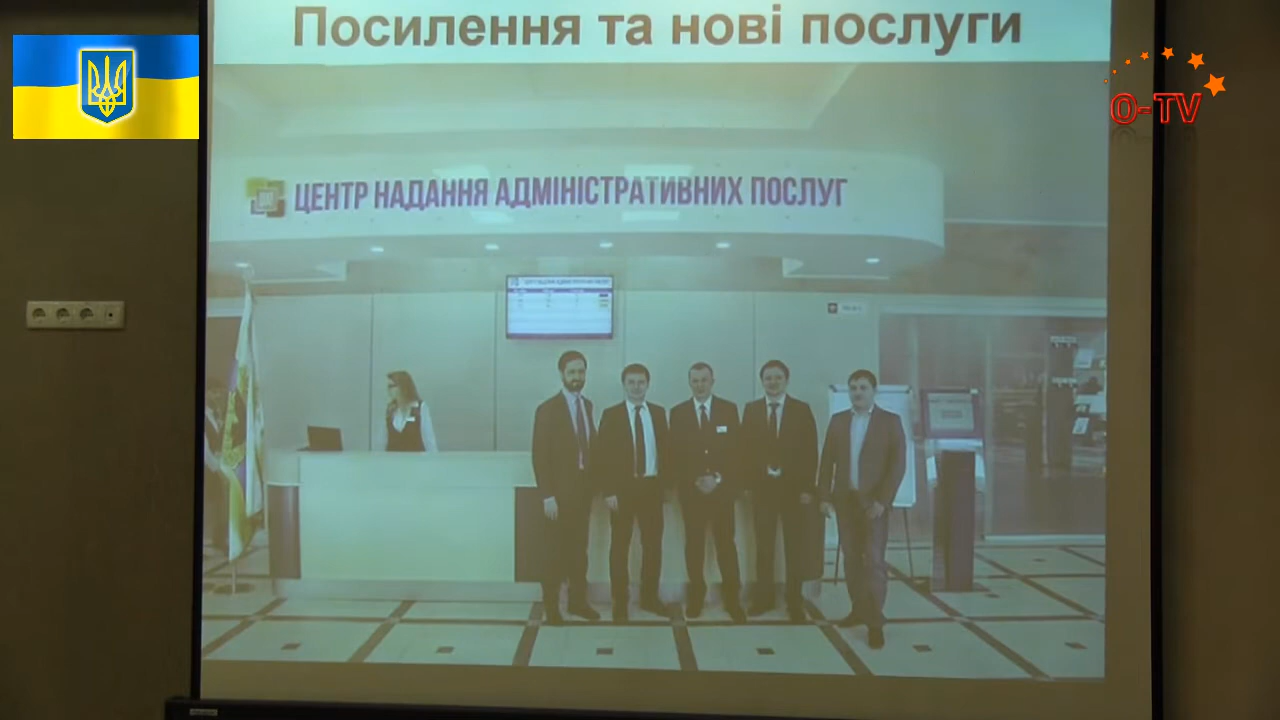 Посилення та нові послуги
O-TV
ЦЕНТР НАДАННЯ АДМІНІСТРАТИВНИХ ПОСЛУГ